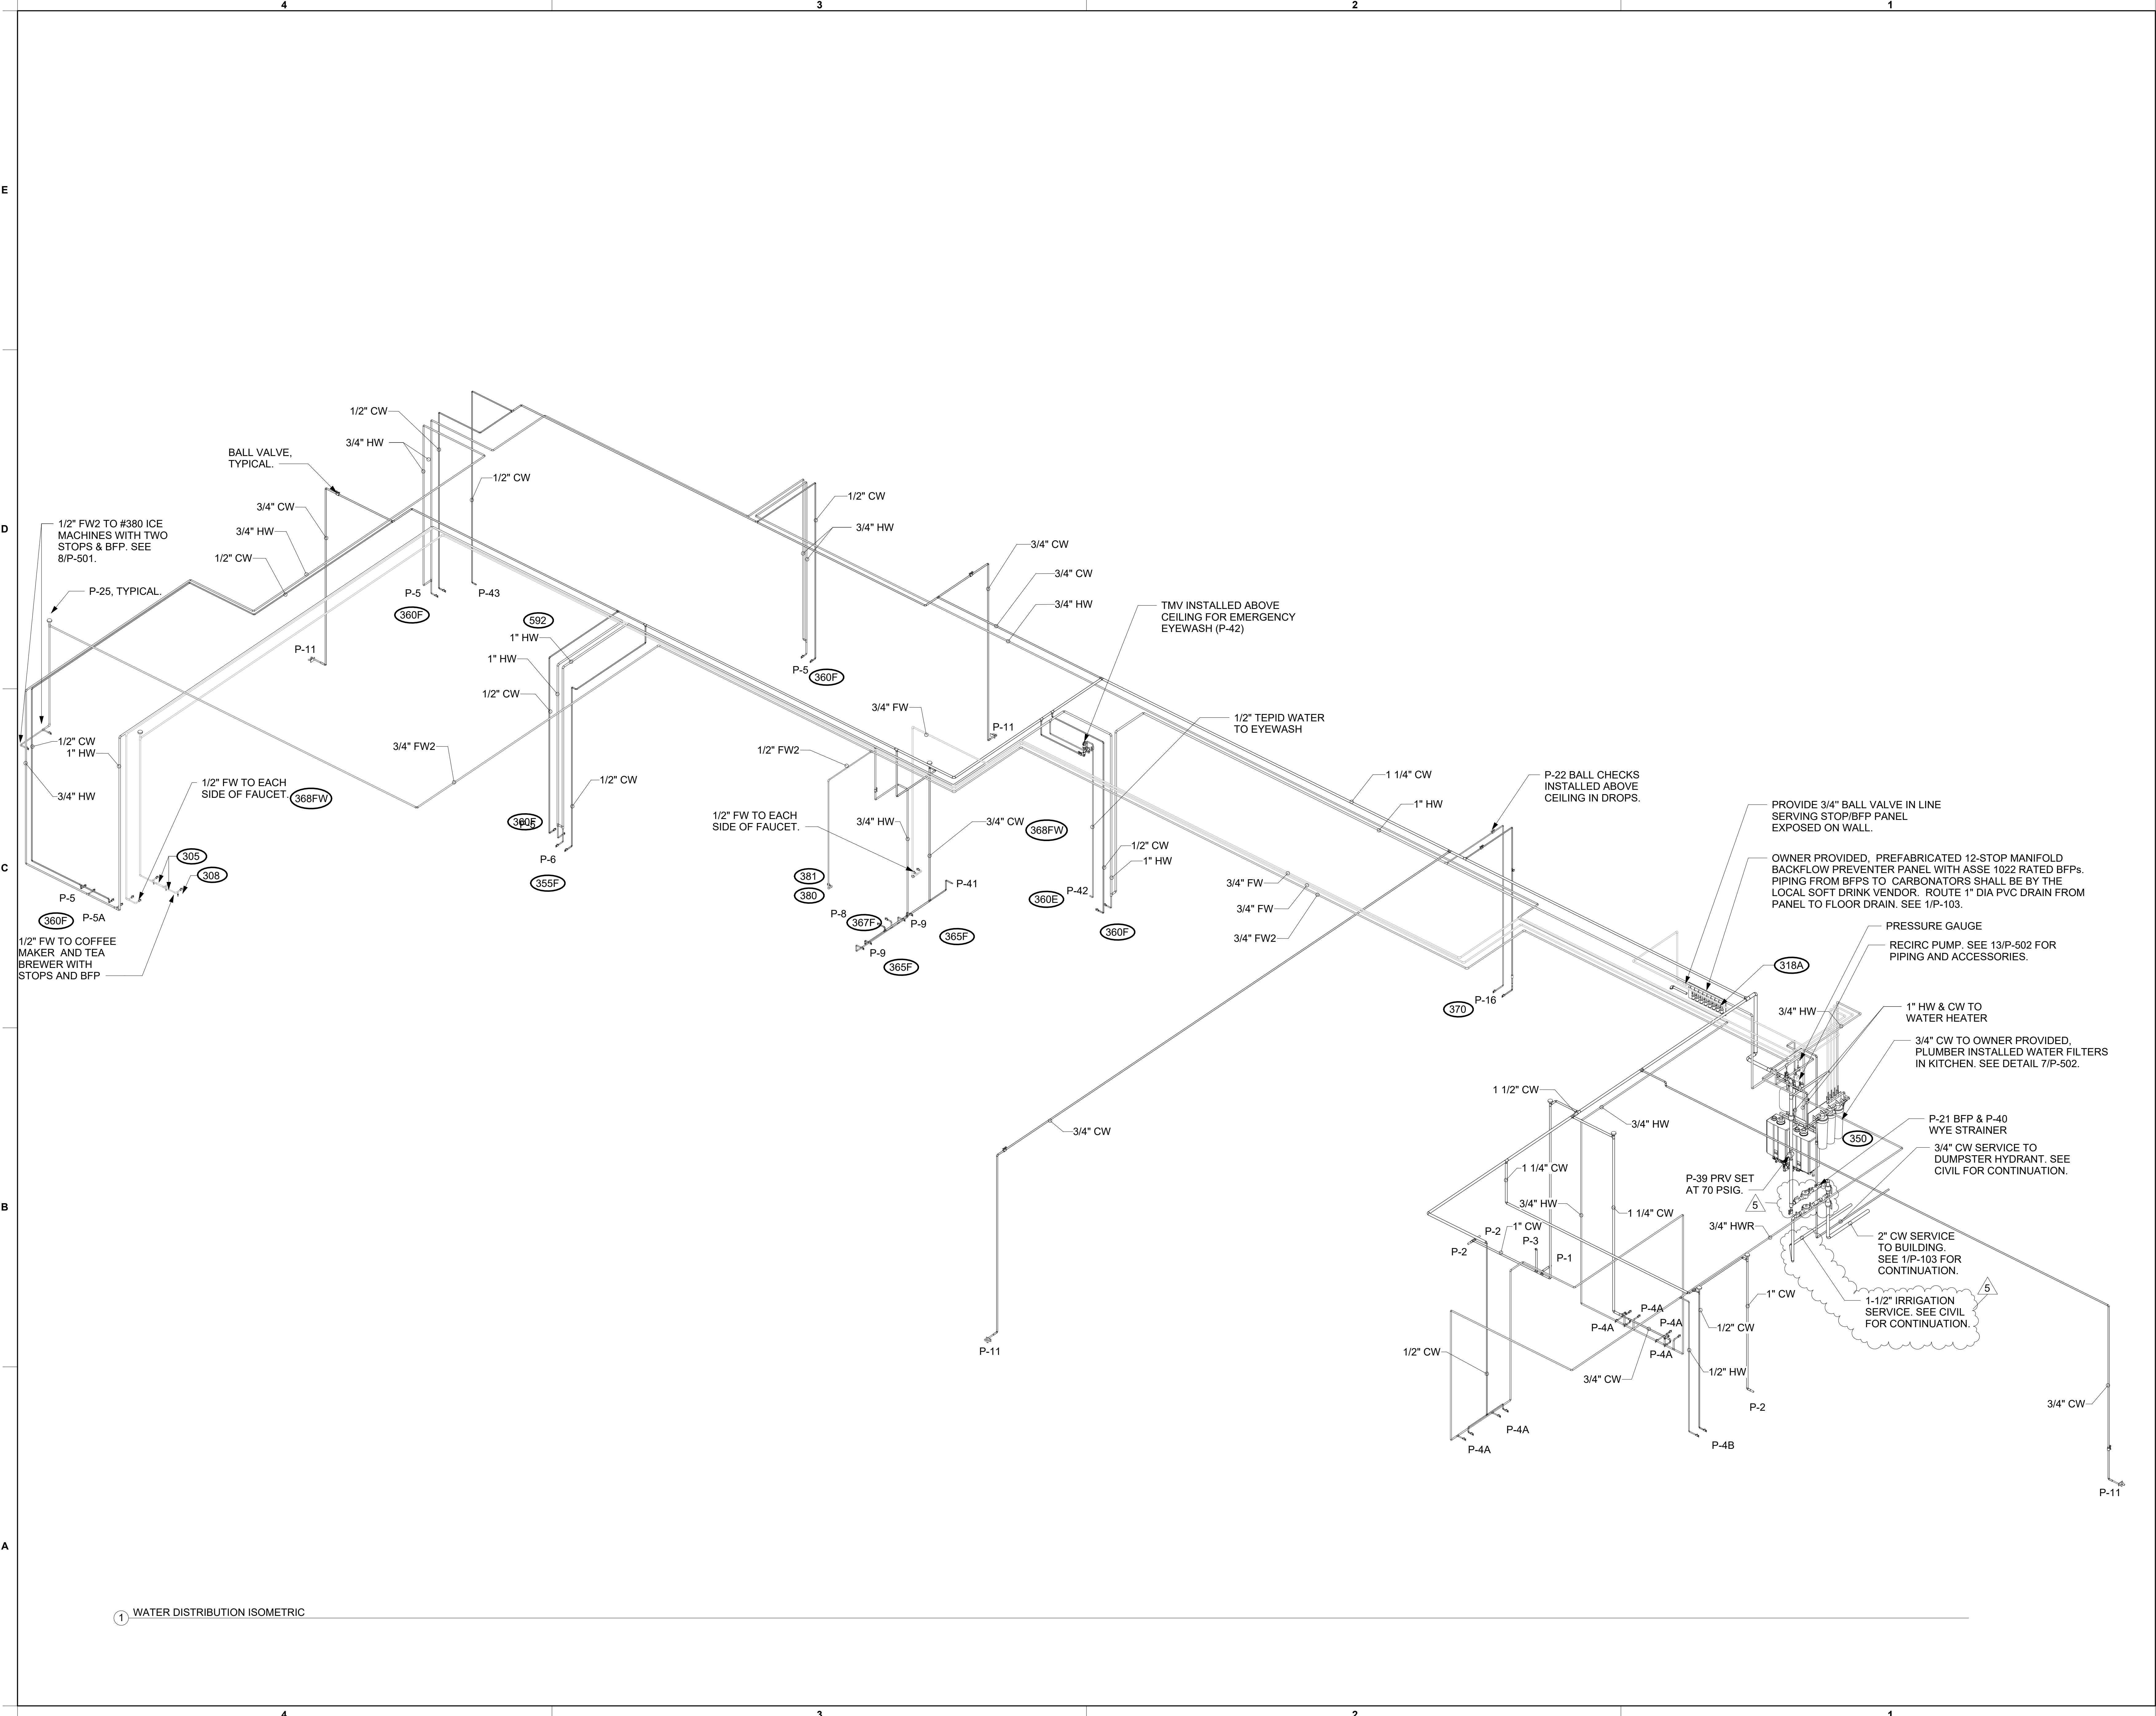 4
3
2
1
E
D
C
B
A
1/2" CW
3/4" HW
BALL VALVE,
TYPICAL.
1/2" CW
3/4" CW
1/2" FW2 TO #380 ICE
MACHINES WITH TWO
STOPS & BFP. SEE
8/P-501.
3/4" HW
1/2" CW
P-25, TYPICAL.
P-5
360F
P-43
592
P-11
1/2" CW
3/4" HW
P-5
360F
3/4" CW
3/4" CW
3/4" HW
TMV INSTALLED ABOVE
CEILING FOR EMERGENCY
EYEWASH (P-42)
1" HW
1" HW
1/2" CW
3/4" FW
P-11
1/2" TEPID WATER
TO EYEWASH
1/2" CW
1" HW
3/4" FW2
1/2" FW2
3/4" HW
1/2" FW TO EACH
SIDE OF FAUCET.
368FW
1/2" CW
360F
P-5
P-6
355F
305
308
P-5
360F
P-5A
1/2" FW TO COFFEE
MAKER AND TEA
BREWER WITH
STOPS AND BFP
1/2" FW TO EACH
SIDE OF FAUCET.
3/4" HW
3/4" CW
368FW
381
380
P-8
367F
P-9
P-9
365F
365F
P-41
P-42
360E
1/2" CW
1" HW
360F
1 1/4" CW
1" HW
P-22 BALL CHECKS
INSTALLED ABOVE
CEILING IN DROPS.
3/4" FW
3/4" FW
3/4" FW2
370
P-16
PROVIDE 3/4" BALL VALVE IN LINE
SERVING STOP/BFP PANEL
EXPOSED ON WALL.
OWNER PROVIDED, PREFABRICATED 12-STOP MANIFOLD
BACKFLOW PREVENTER PANEL WITH ASSE 1022 RATED BFPs.
PIPING FROM BFPS TO CARBONATORS SHALL BE BY THE
LOCAL SOFT DRINK VENDOR. ROUTE 1" DIA PVC DRAIN FROM
PANEL TO FLOOR DRAIN. SEE 1/P-103.
PRESSURE GAUGE
RECIRC PUMP. SEE 13/P-502 FOR
PIPING AND ACCESSORIES.
318A
3/4" HW
1" HW & CW TO
WATER HEATER
3/4" CW TO OWNER PROVIDED,
PLUMBER INSTALLED WATER FILTERS
IN KITCHEN. SEE DETAIL 7/P-502.
P-21 BFP & P-40
WYE STRAINER
350
3/4" CW SERVICE TO
DUMPSTER HYDRANT. SEE
CIVIL FOR CONTINUATION.
P-39 PRV SET
AT 70 PSIG.
5
3/4" HWR
2" CW SERVICE
TO BUILDING.
SEE 1/P-103 FOR
CONTINUATION.
5
1-1/2" IRRIGATION
SERVICE. SEE CIVIL
FOR CONTINUATION.
1 1/2" CW
3/4" HW
3/4" CW
1 1/4" CW
3/4" HW
1 1/4" CW
P-2
P-2
1" CW
P-3
P-1
P-4A
P-4A
P-4A
1" CW
1/2" CW
1/2" HW
3/4" CW
1/2" CW
P-2
P-4A
P-4A
P-4B
P-11
3/4" CW
P-11
1
WATER DISTRIBUTION ISOMETRIC
4
3
2
1